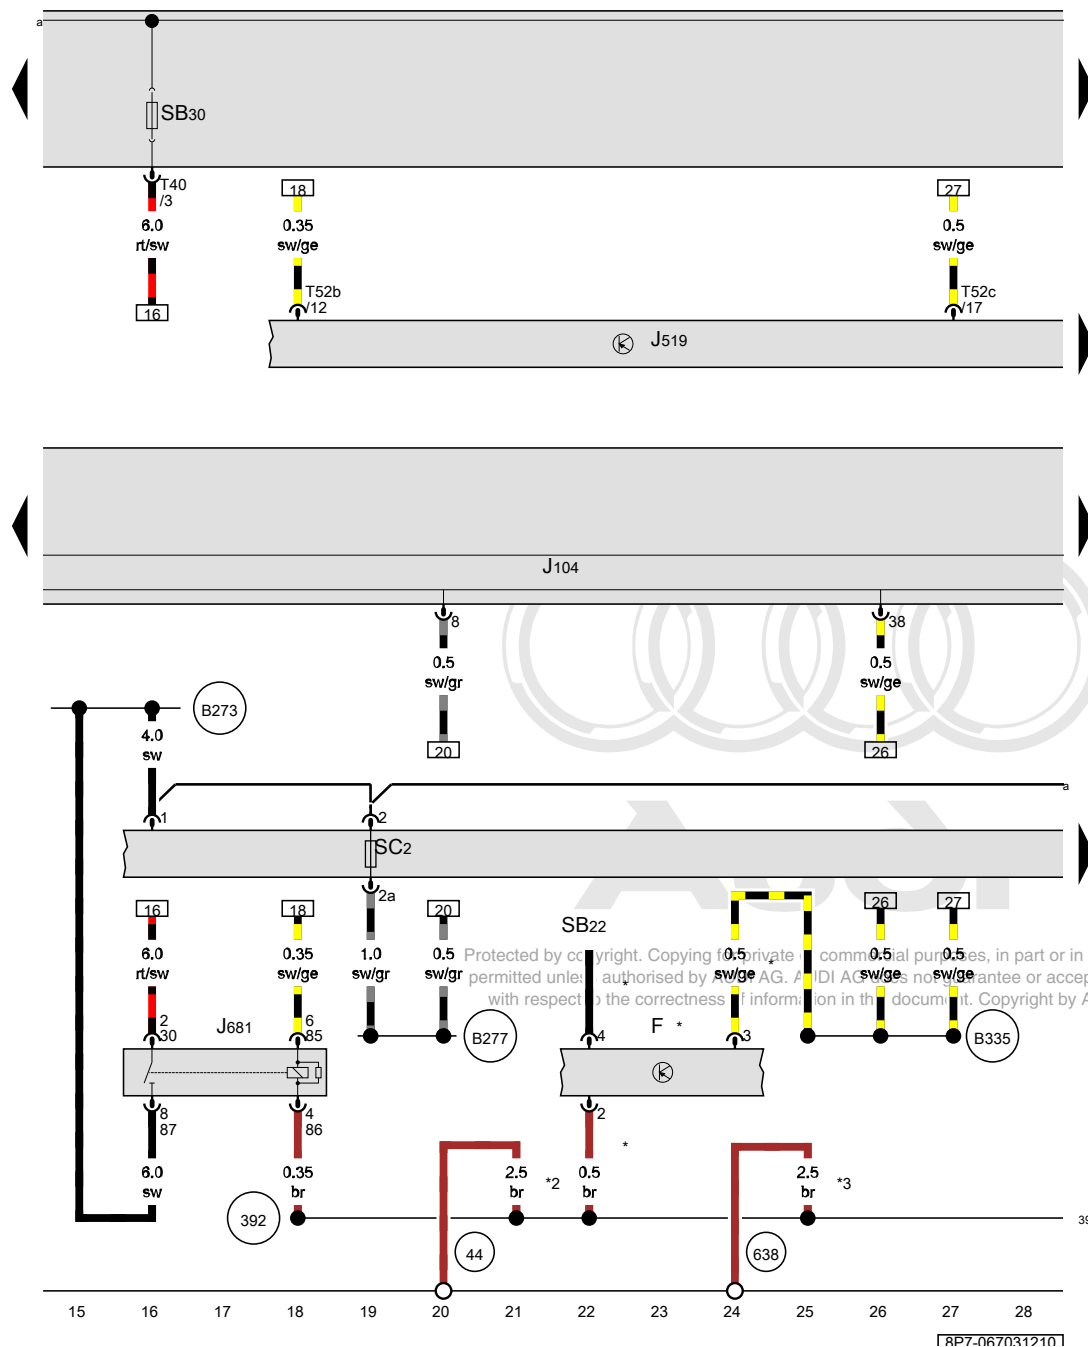 a
SB30
T40
/3
18
27
6.0
rt/sw
0.35
sw/ge
0.5
sw/ge
T52b
/12
T52c
/17
16
J519
J104
8
38
0.5
sw/gr
0.5
sw/ge
B273
4.0
sw
20
26
a
1
2
SC2
2a
16
18
20
26
27
SB22
6.0
rt/sw
0.35
sw/ge
1.0
sw/gr
0.5
sw/gr
0.5
sw/ge
*
0.5
sw/ge
0.5
sw/ge
Audi
*
2
30
J681
6
85
B277
4
F *
3
B335
8
87
4
86
2
*
6.0
sw
0.35
br
2.5
br
*2
0.5
br
2.5
br
*3
392
39
44
638
15 16 17 18 19 20 21 22 23 24 25 26 27 28
8P7-067031210